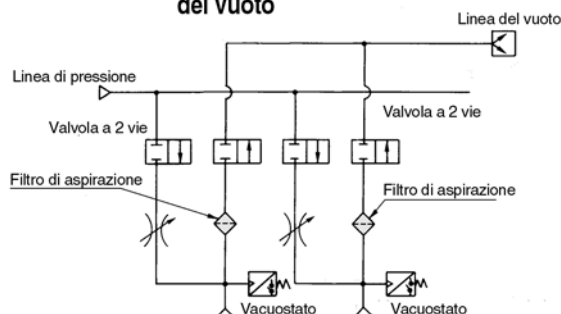 del vuoto
Linea del vuoto
Linea di pressione
Valvola a 2 vie
Valvola a 2 vie
Filtro di aspirazione
Filtro di aspirazione
Vacuostato
Vacuostato